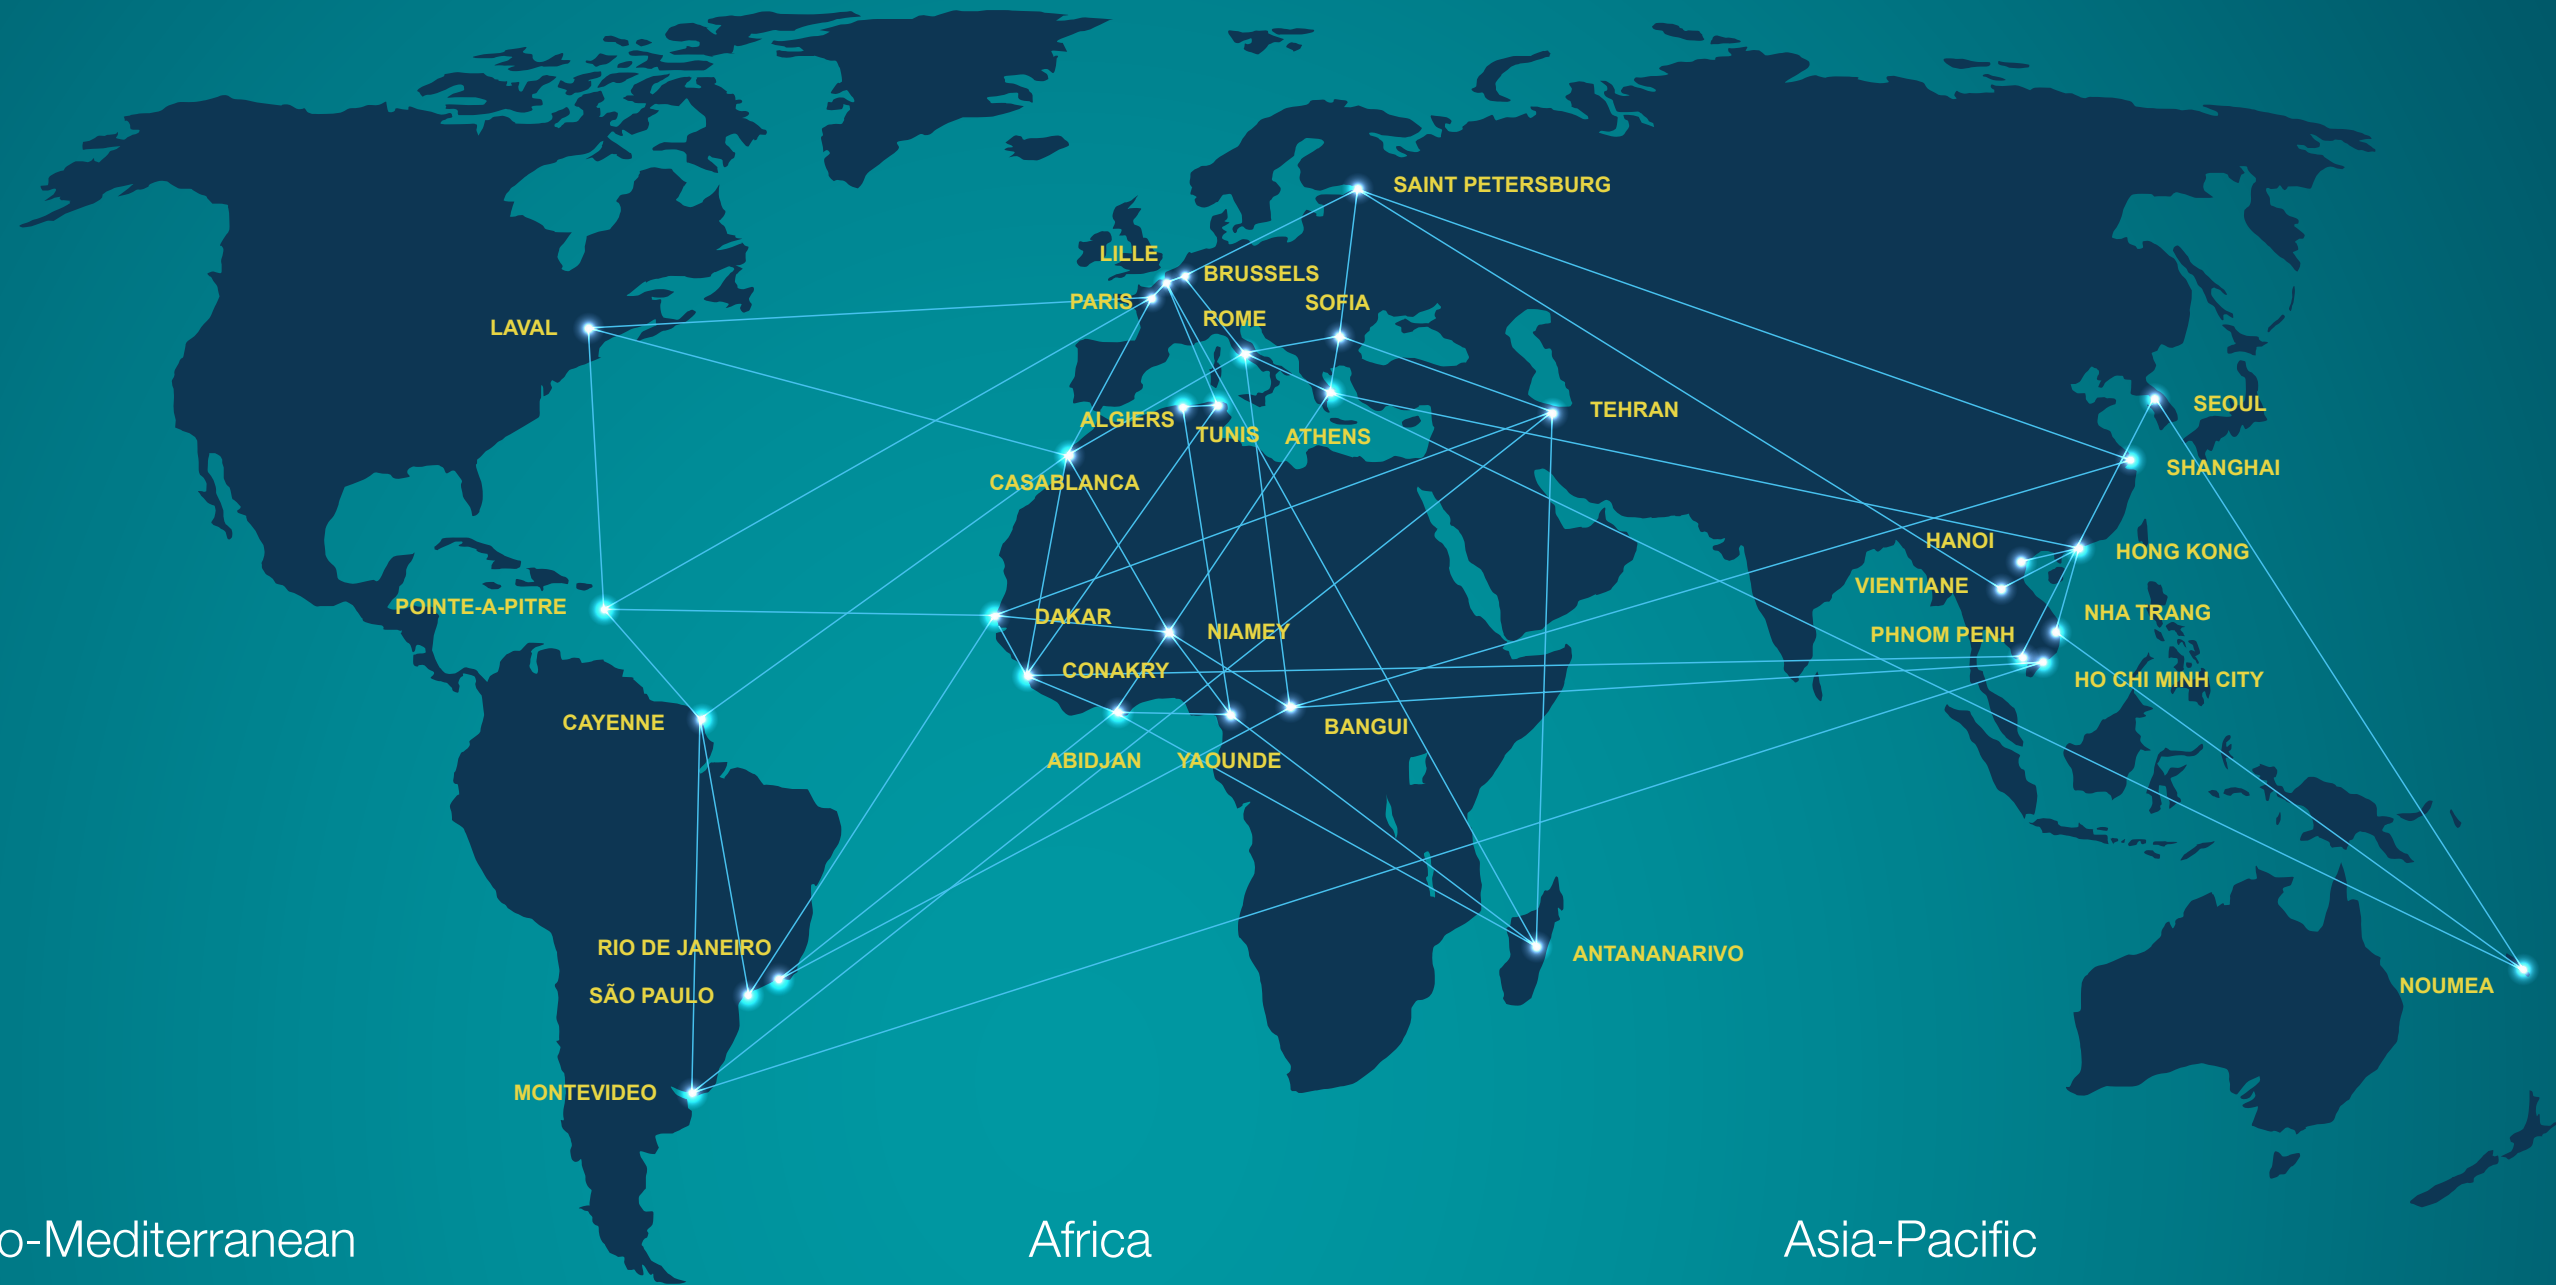 SAINT PETERSBURG
LILLE
BRUSSELS
PARIS
SOFIA
ROME
LAVAL
TEHRAN
SEOUL
ALGIERS
TUNIS
ATHENS
SHANGHAI
CASABLANCA
HANOI
HONG KONG
VIENTIANE
POINTE-A-PITRE
DAKAR
NIAMEY
NHA TRANG
PHNOM PENH
CONAKRY
HO CHI MINH CITY
CAYENNE
BANGUI
ABIDJAN
YAOUNDE
RIO DE JANEIRO
ANTANANARIVO
SÃO PAULO
NOUMEA
MONTEVIDEO
o-Mediterranean
Africa
Asia-Pacific